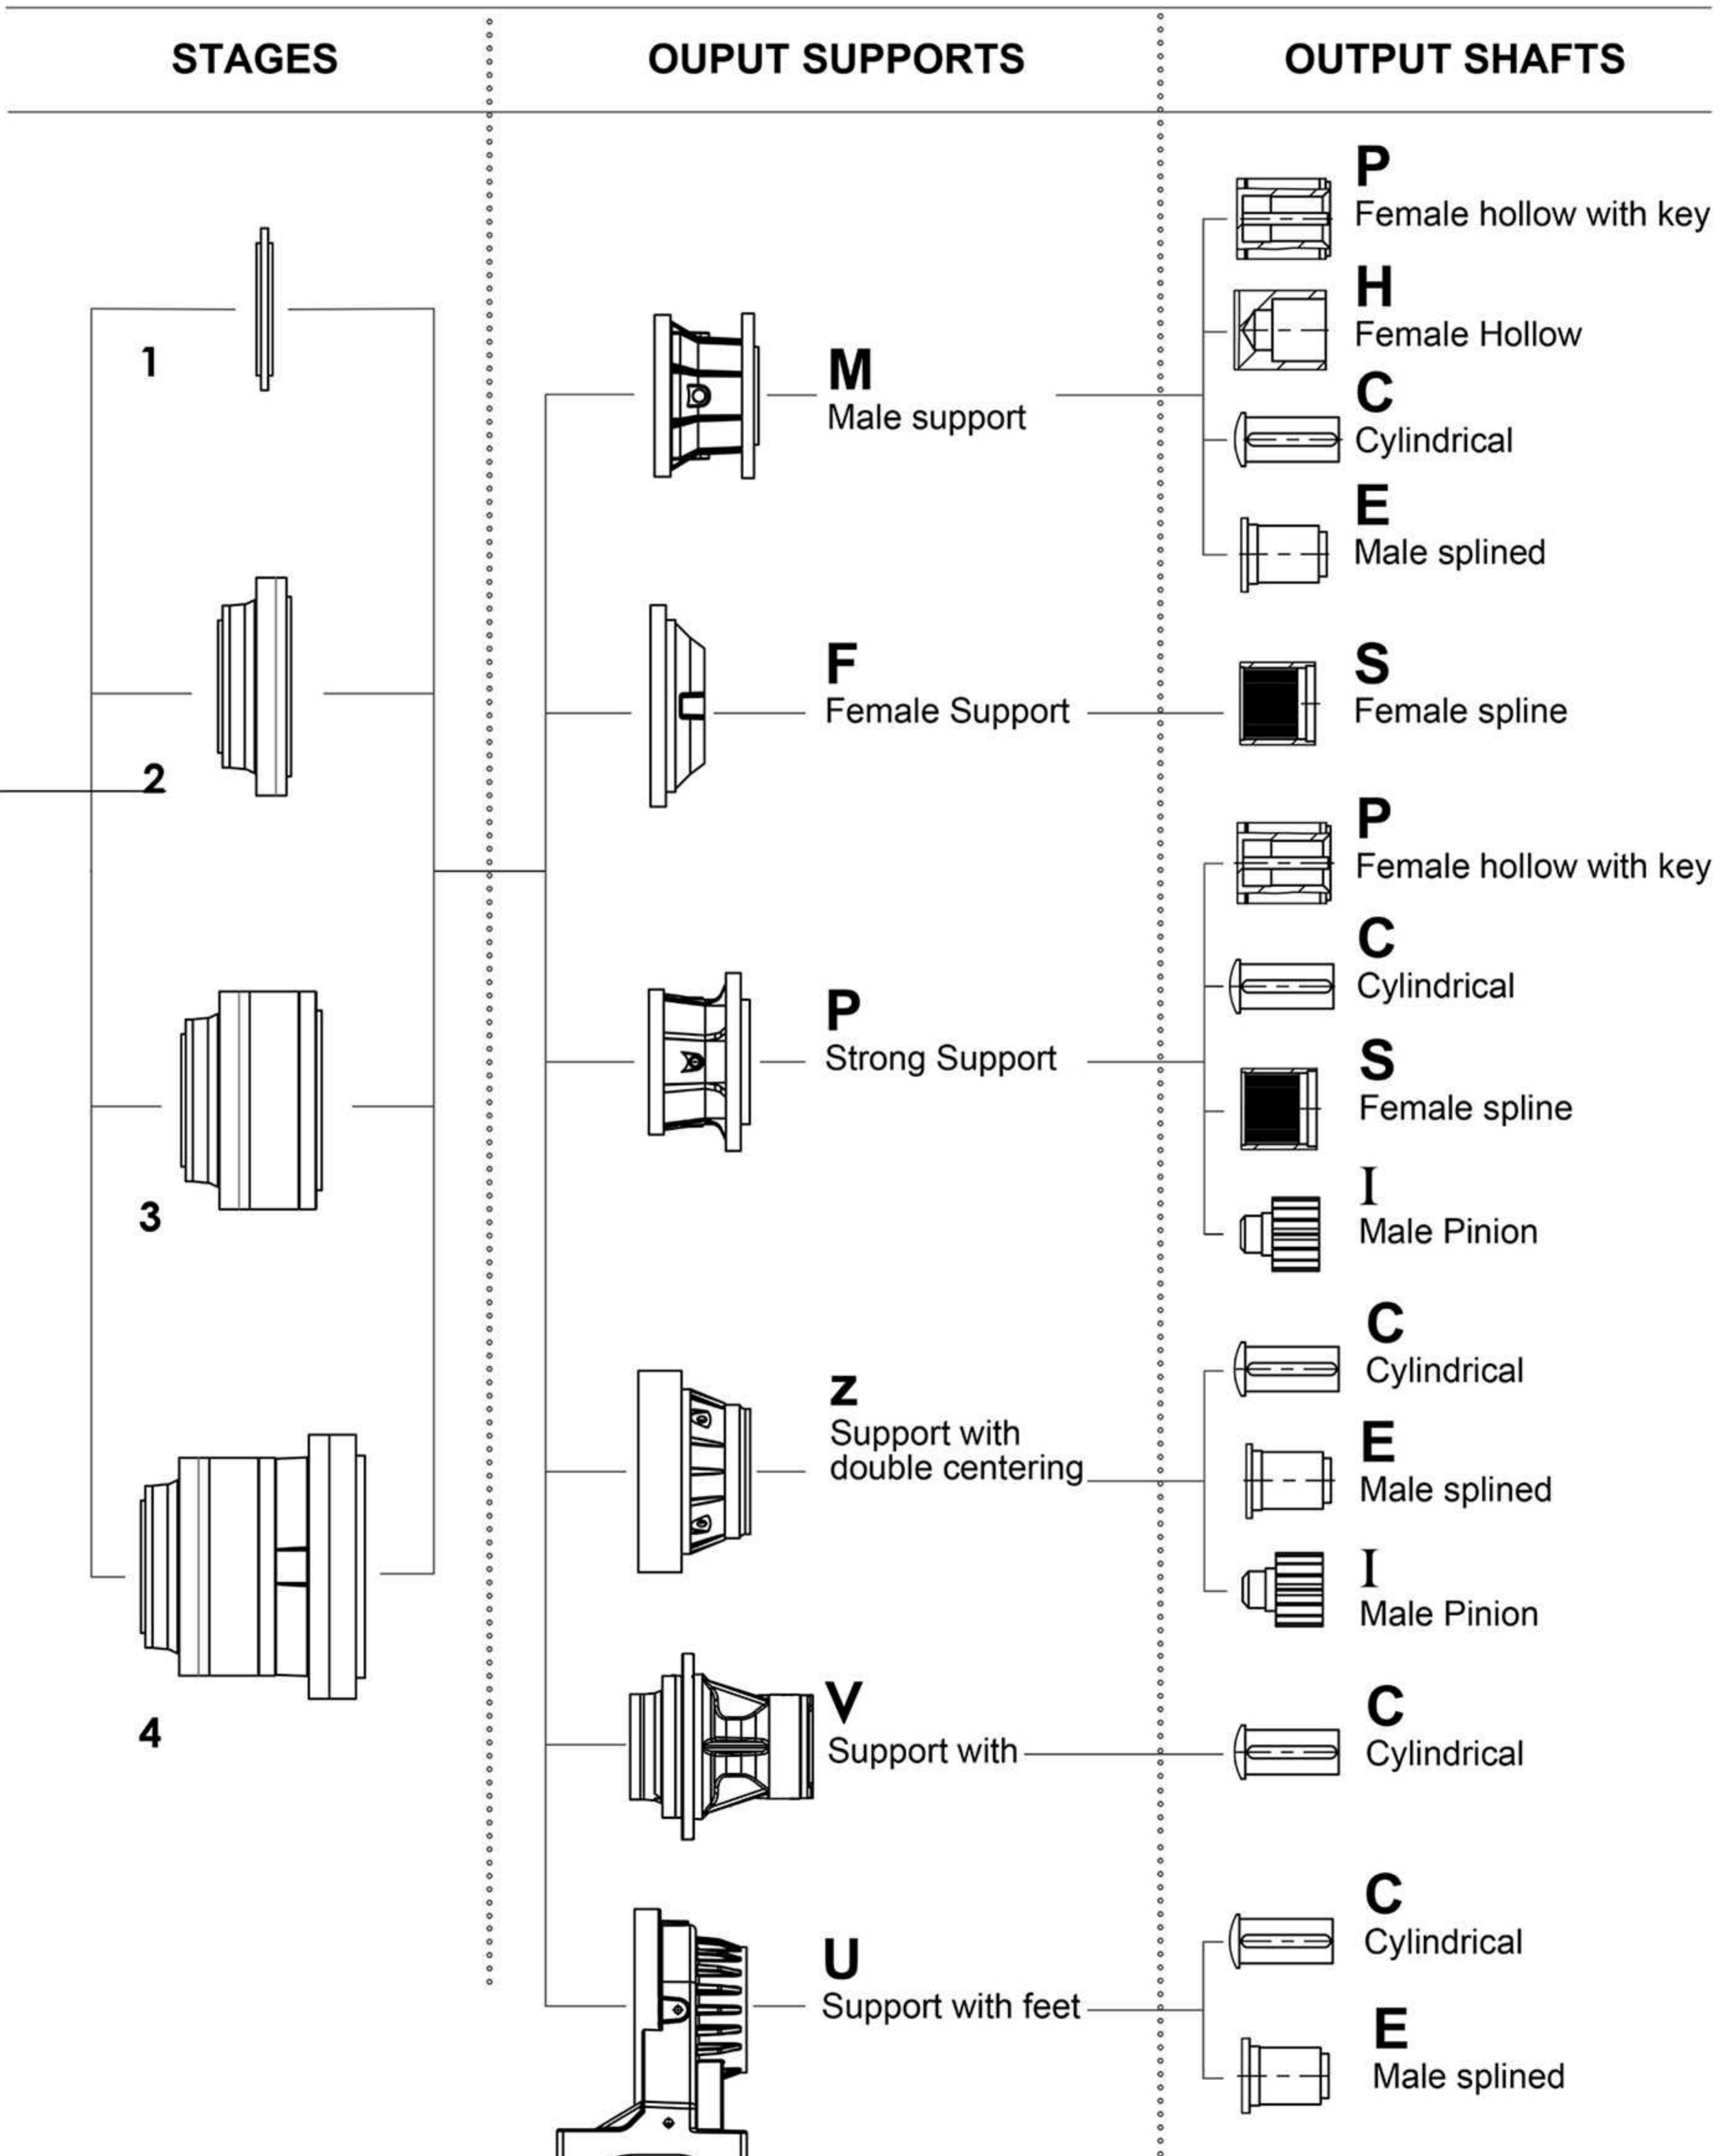 STAGES
OUPUT SUPPORTS
OUTPUT SHAFTS
1
2
3
4
M
Male support
F
Female Support
P
Strong Support
z
Support with
double centering
V
Support with
U
Support with feet
P
Female hollow with key
H
Female Hollow
C
Cylindrical
E
Male splined
S
Female spline
P
Female hollow with key
C
Cylindrical
S
Female spline
I
Male Pinion
C
Cylindrical
E
Male splined
I
Male Pinion
C
Cylindrical
C
Cylindrical
E
Male splined